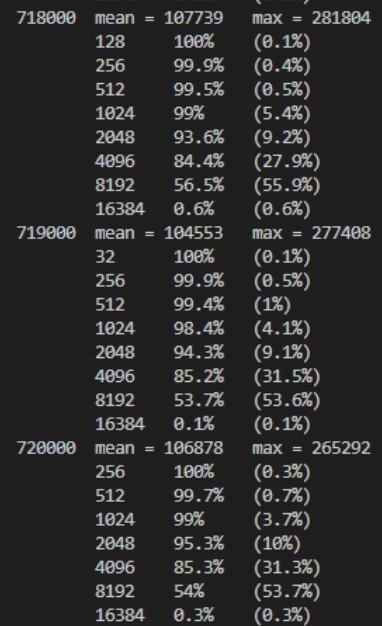 718000 mean = 107739 max = 281804
128 100% (0.1%)
256 99.9% (0.4%)
512 99.5% (0.5%)
1024 99% (5.4%)
2048 93.6% (9.2%)
4096 84.4% (27.9%)
8192 56.5% (55.9%)
16384 0.6% (0.6%)
719000 mean = 104553 max = 277408
32 100% (0.1%)
256 99.9% (0.5%)
512 99.4% (1%)
1024 98.4% (4.1%)
2048 94.3% (9.1%)
4096 85.2% (31.5%)
8192 53.7% (53.6%)
16384 0.1% (0.1%)
720000 mean = 106878 max = 265292
256 100% (0.3%)
512 99.7% (0.7%)
1024 99% (3.7%)
2048 95.3% (10%)
4096 85.3% (31.3%)
8192 54% (53.7%)
16384 0.3% (0.3%)